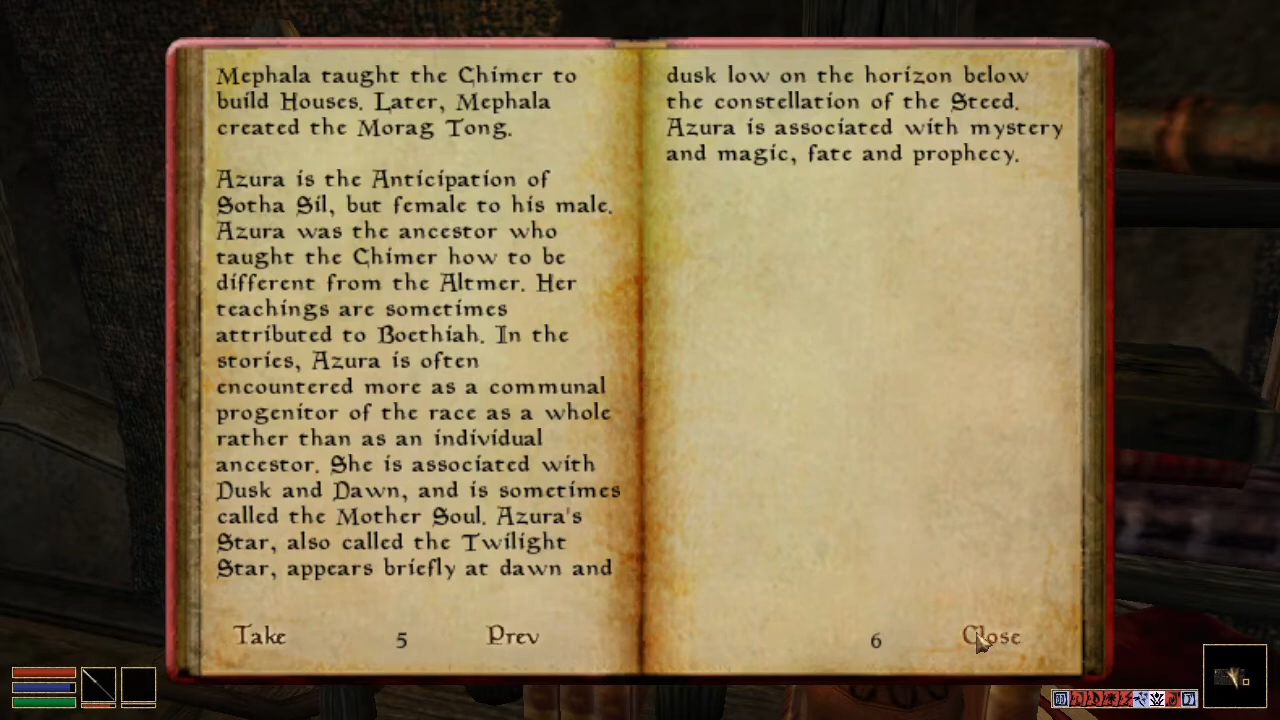 Mephala taught the Chimer to
build Houses. Later, Mephala
created the Morag Tong.
Azura is the Anticipation of
Sotha Sil, but female to his male.
Azura was the ancestor who
taught the Chimer how to be
different from the Altmer. Her
teachings are sometimes
attributed to Boethiah. In the
stories, Azura is often
encountered more as a communal
progenitor of the race as a whole
rather than as an individual
ancestor. She is associated with
Dusk and Dawn, and is sometimes
called the Mother Soul. Azura's
Star, also called the Twilight
Star, appears briefly at dawn and
dusk low on the horizon below
the constellation of the Steed.
Azura is associated with mystery
and magic, fate and prophecy.
Take 5 Prev
6 Close